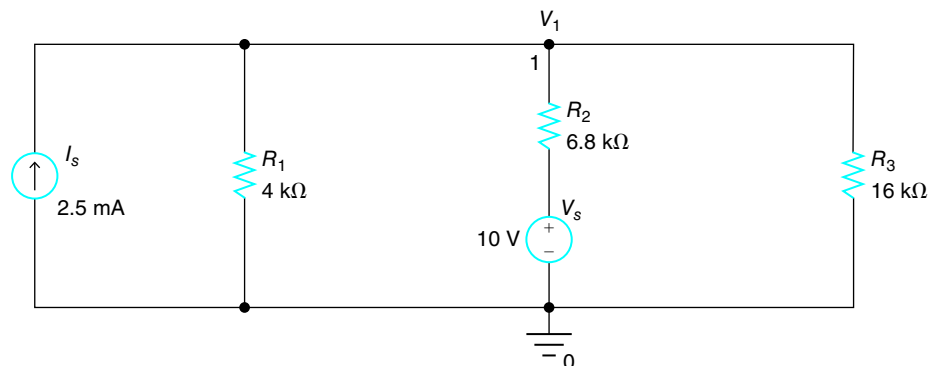 V1
1
R2
6.8 kΩ
Is
2.5 mA
R1
4 kΩ
R3
16 kΩ
Vs
10 V
+
−
0